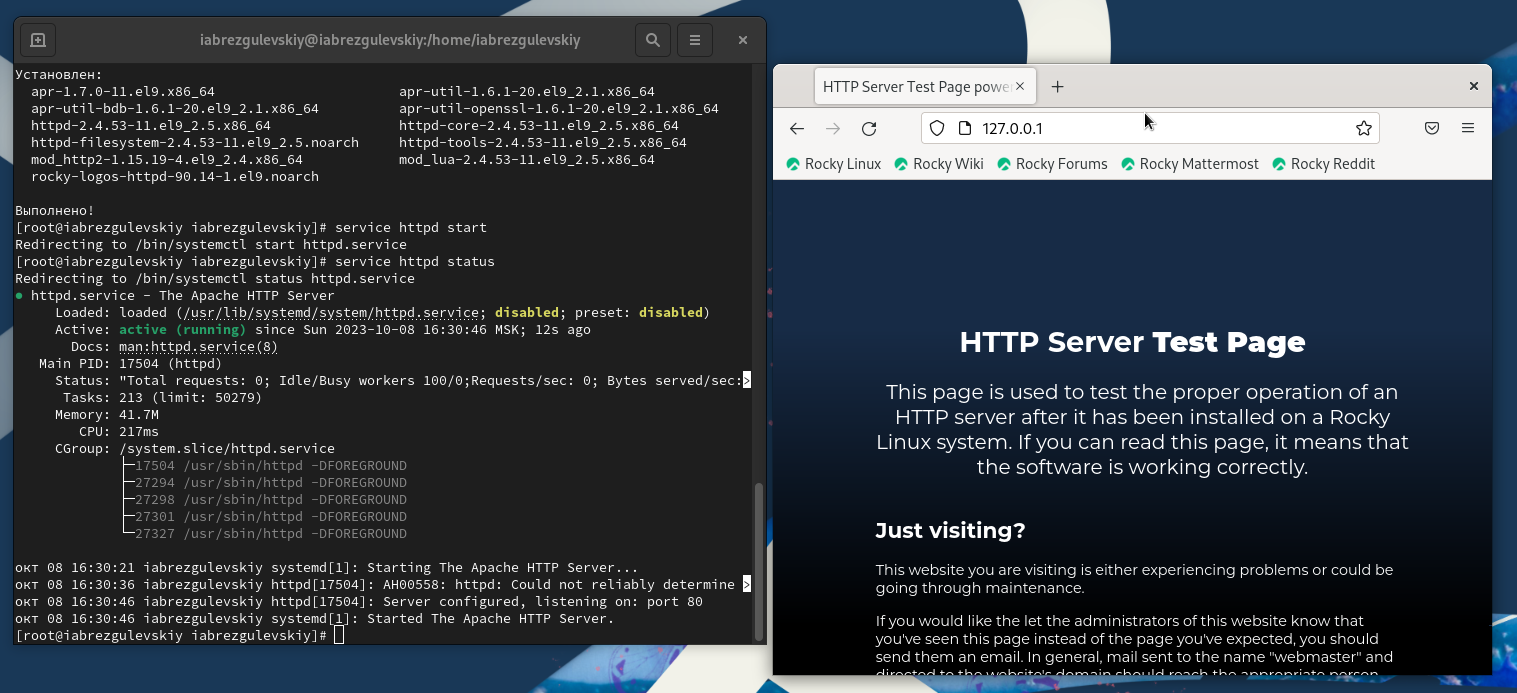 iabrezgulevskiy@iabrezgulevskiy:/home/iabrezgulevskiy
Установлен:
apr-1.7.0-11.el9.x86_64 apr-util-1.6.1-20.el9_2.1.x86_64
apr-util-bdb-1.6.1-20.el9_2.1.x86_64 apr-util-openssl-1.6.1-20.el9_2.1.x86_64
httpd-2.4.53-11.el9_2.5.x86_64 httpd-core-2.4.53-11.el9_2.5.x86_64
httpd-filesystem-2.4.53-11.el9_2.5.noarch httpd-tools-2.4.53-11.el9_2.5.x86_64
mod_http2-1.15.19-4.el9_2.4.x86_64 mod_lua-2.4.53-11.el9_2.5.x86_64
rocky-logos-httpd-90.14-1.el9.noarch
Выполнено!
[root@iabrezgulevskiy iabrezgulevskiy]# service httpd start
Redirecting to /bin/systemctl start httpd.service
[root@iabrezgulevskiy iabrezgulevskiy]# service httpd status
Redirecting to /bin/systemctl status httpd.service
● httpd.service - The Apache HTTP Server
Loaded: loaded (/usr/lib/systemd/system/httpd.service; disabled; preset: disabled)
Active: active (running) since Sun 2023-10-08 16:30:46 MSK; 12s ago
Docs: man:httpd.service(8)
Main PID: 17504 (httpd)
Status: "Total requests: 0; Idle/Busy workers 100/0;Requests/sec: 0; Bytes served/sec:>
Tasks: 213 (limit: 50279)
Memory: 41.7M
CPU: 217ms
CGroup: /system.slice/httpd.service
├─17504 /usr/sbin/httpd -DFOREGROUND
├─27294 /usr/sbin/httpd -DFOREGROUND
├─27298 /usr/sbin/httpd -DFOREGROUND
├─27301 /usr/sbin/httpd -DFOREGROUND
└─27327 /usr/sbin/httpd -DFOREGROUND
окт 08 16:30:21 iabrezgulevskiy systemd[1]: Starting The Apache HTTP Server...
окт 08 16:30:36 iabrezgulevskiy httpd[17504]: AH00558: httpd: Could not reliably determine >
окт 08 16:30:46 iabrezgulevskiy httpd[17504]: Server configured, listening on: port 80
окт 08 16:30:46 iabrezgulevskiy systemd[1]: Started The Apache HTTP Server.
[root@iabrezgulevskiy iabrezgulevskiy]#
HTTP Server Test Page powe
127.0.0.1
Rocky Linux Rocky Wiki Rocky Forums Rocky Mattermost Rocky Reddit
HTTP Server Test Page
This page is used to test the proper operation of an
HTTP server after it has been installed on a Rocky
Linux system. If you can read this page, it means that
the software is working correctly.
Just visiting?
This website you are visiting is either experiencing problems or could be
going through maintenance.
If you would like the let the administrators of this website know that
you've seen this page instead of the page you've expected, you should
send them an email. In general, mail sent to the name "webmaster" and
directed to the website's domain should reach the appropriate person.